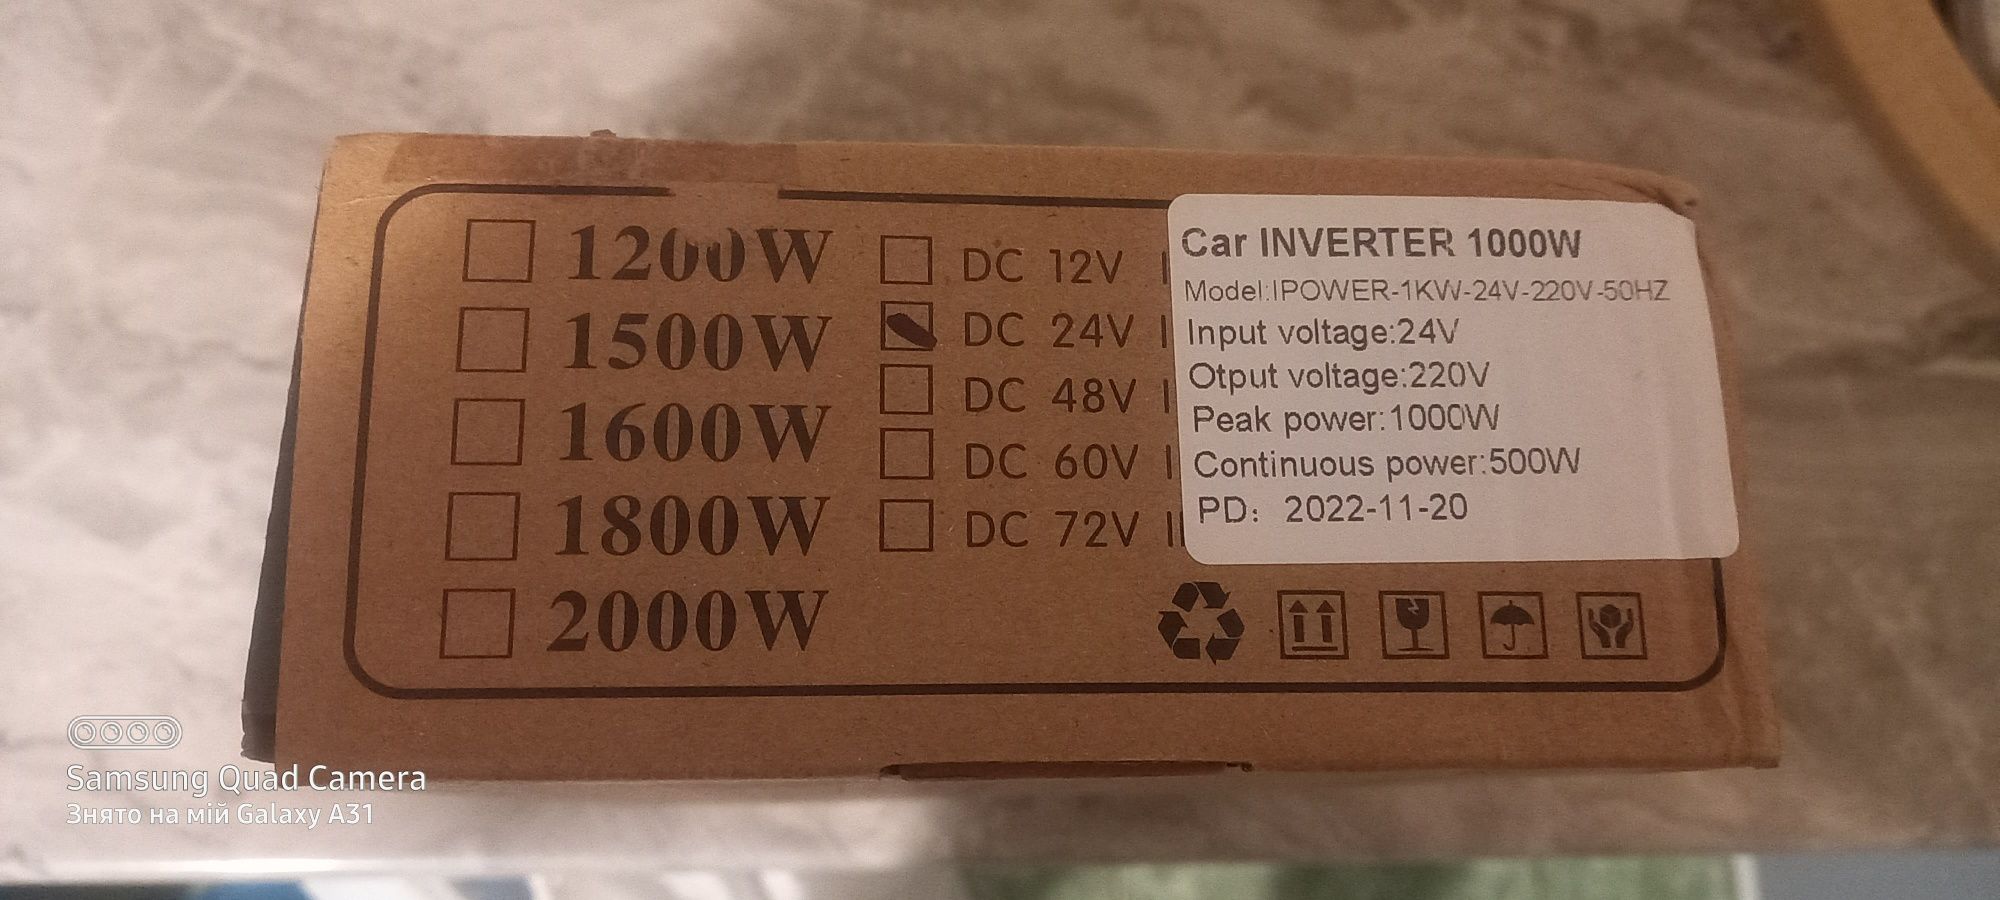 1200W
1500W
1600W
1800W
2000W
DC 12V
DC 24V
DC 48V
DC 60V
DC 72V
Car INVERTER 1000W
Model:IPOWER-1KW-24V-220V-50HZ
Input voltage:24V
Otput voltage:220V
Peak power:1000W
Continuous power:500W
PD: 2022-11-20
Samsung Quad Camera
Знято на мій Galaxy A31